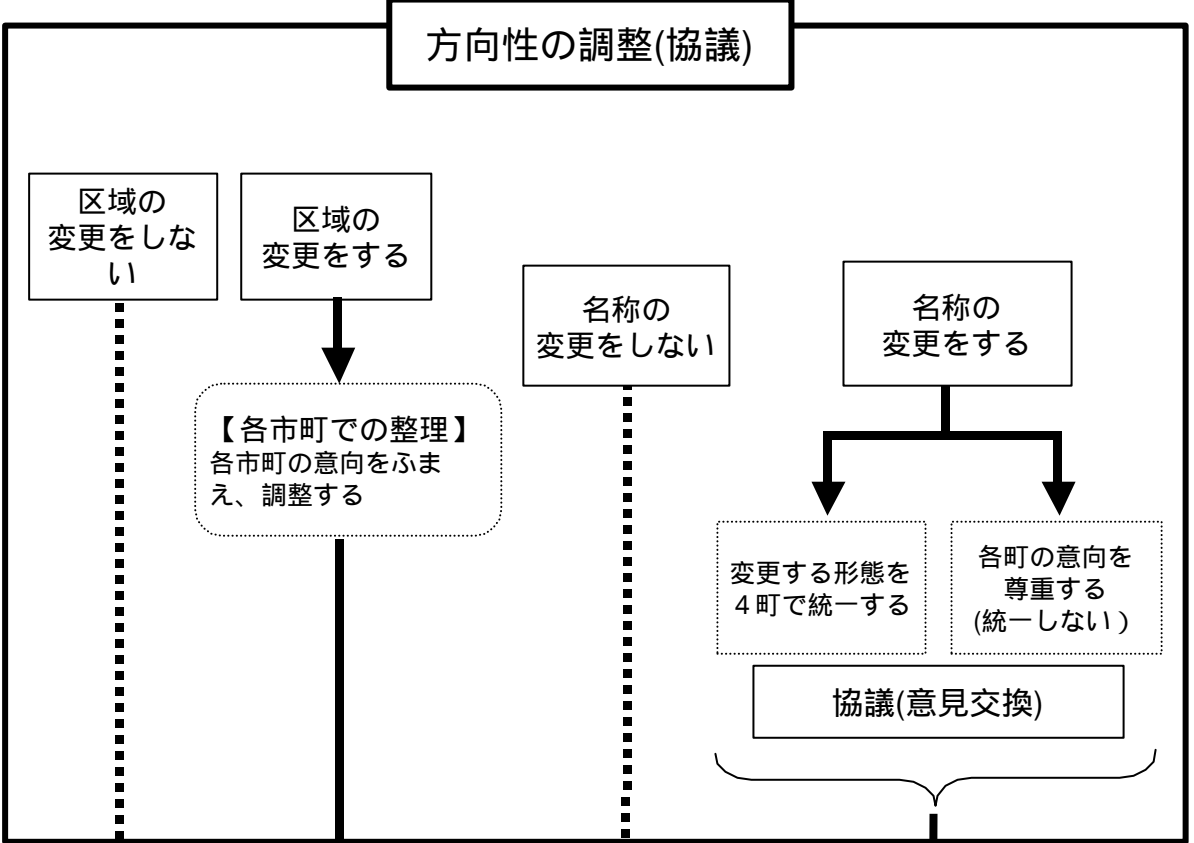 方向性の調整(協議)
区域の
変更をしな
い
区域の
変更をする
名称の
変更をしない
名称の
変更をする
【各市町での整理】
各市町の意向をふま
え、調整する
変更する形態を
４町で統一する
各町の意向を
尊重する
(統一しない）
協議(意見交換)